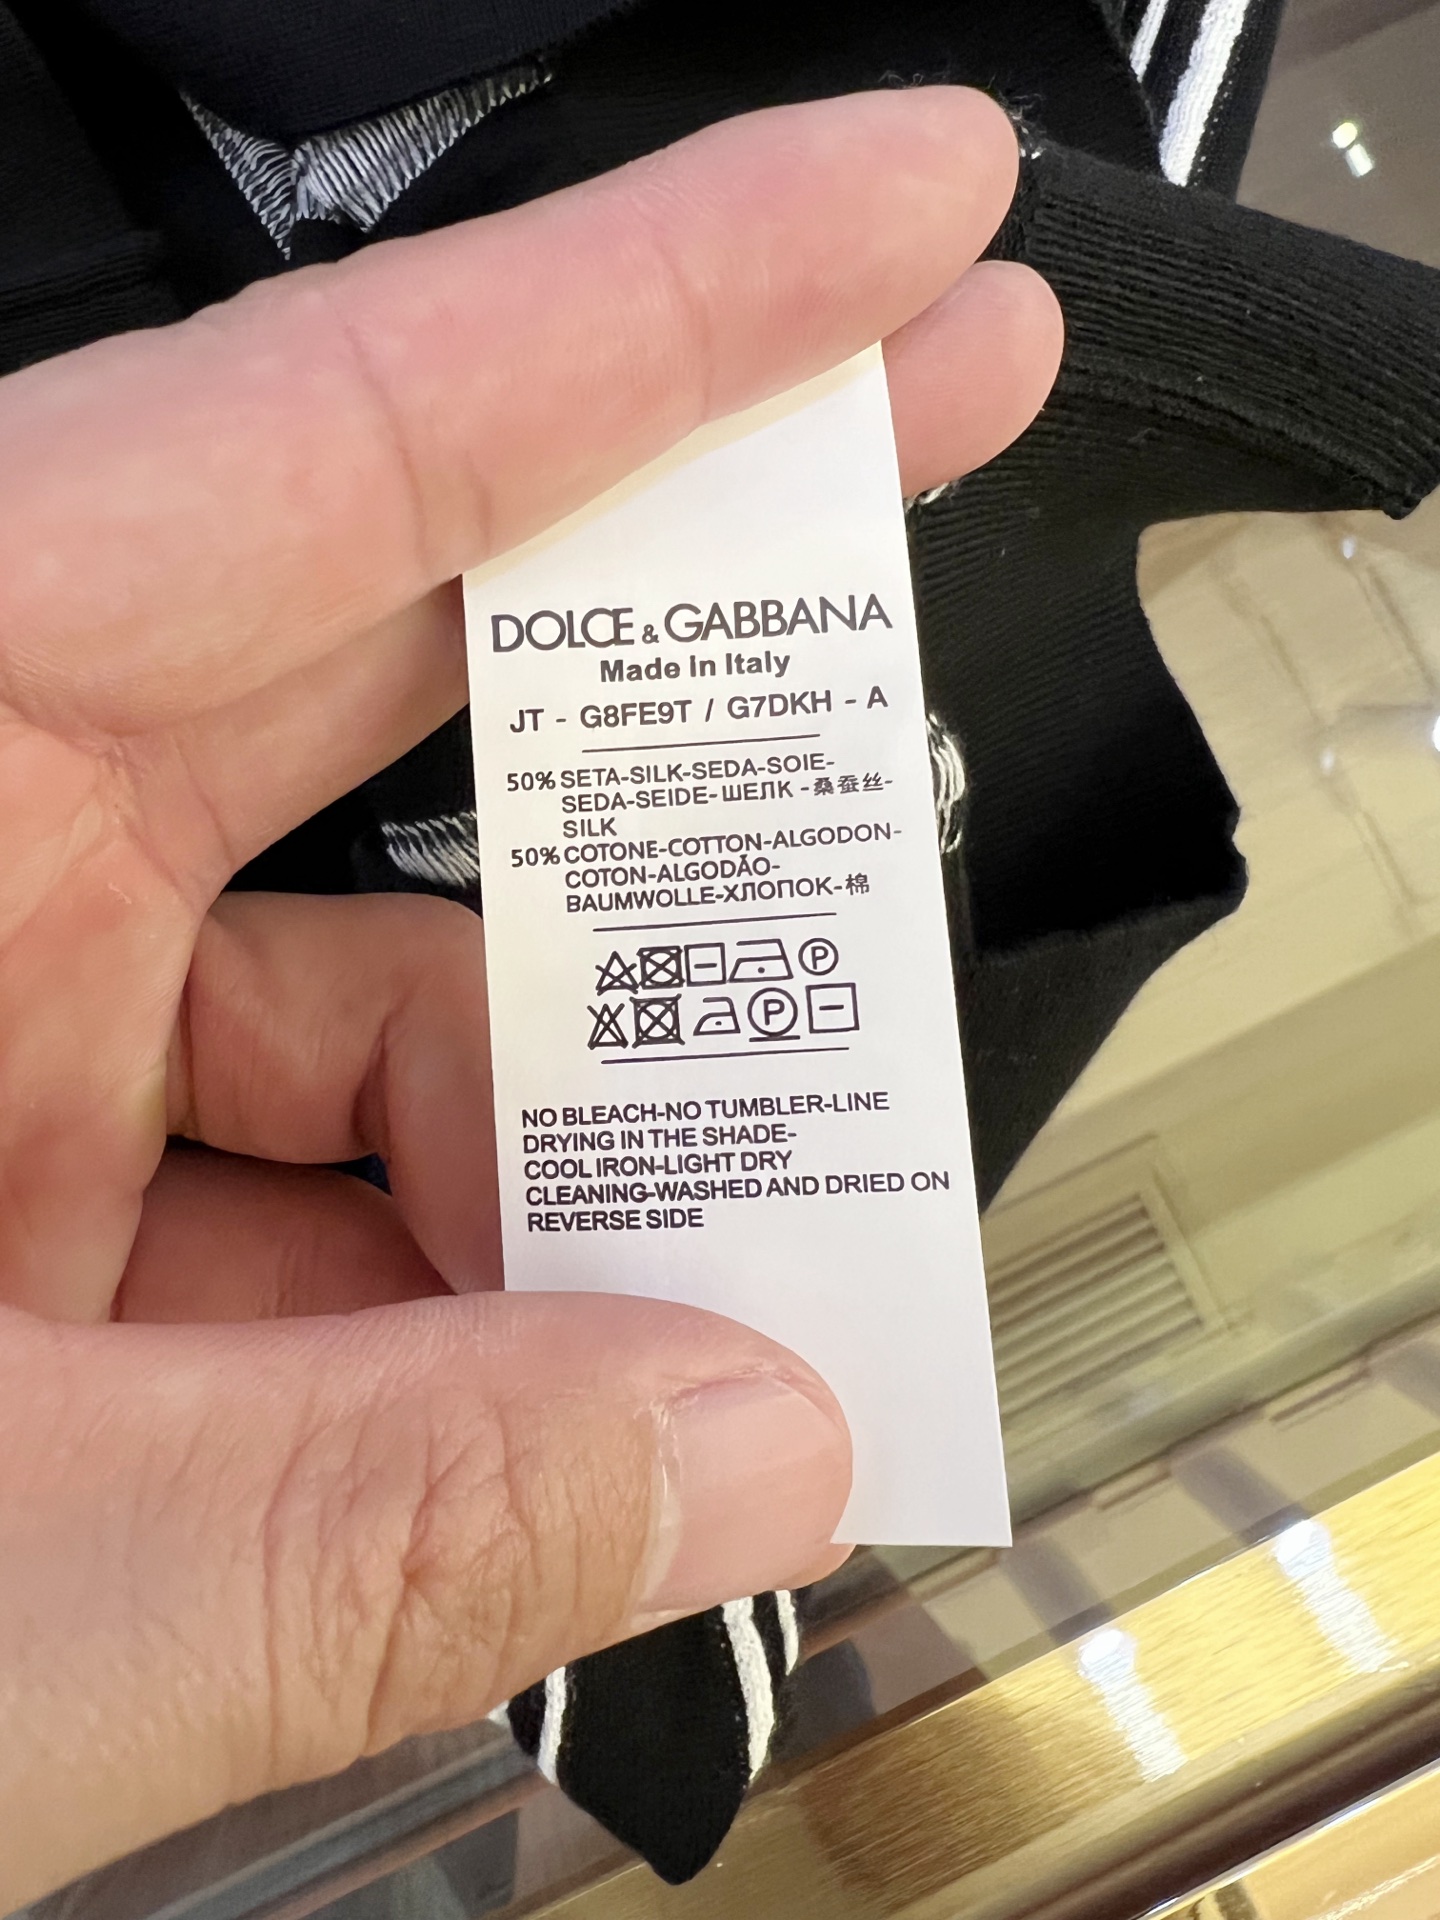 DOLCE & GABBANA
Made in Italy
JT - G8FE9T / G7DKH - A
50% SETA-SILK-SEDA-SOIE-
SEDA-SEIDE-ШЕЛК -桑蚕丝-
SILK
50% COTONE-COTTON-ALGODON-
COTON-ALGODÃO-
BAUMWOLLE-ХЛОПОК-棉
P
P
NO BLEACH-NO TUMBLER-LINE
DRYING IN THE SHADE-
COOL IRON-LIGHT DRY
CLEANING-WASHED AND DRIED ON
REVERSE SIDE